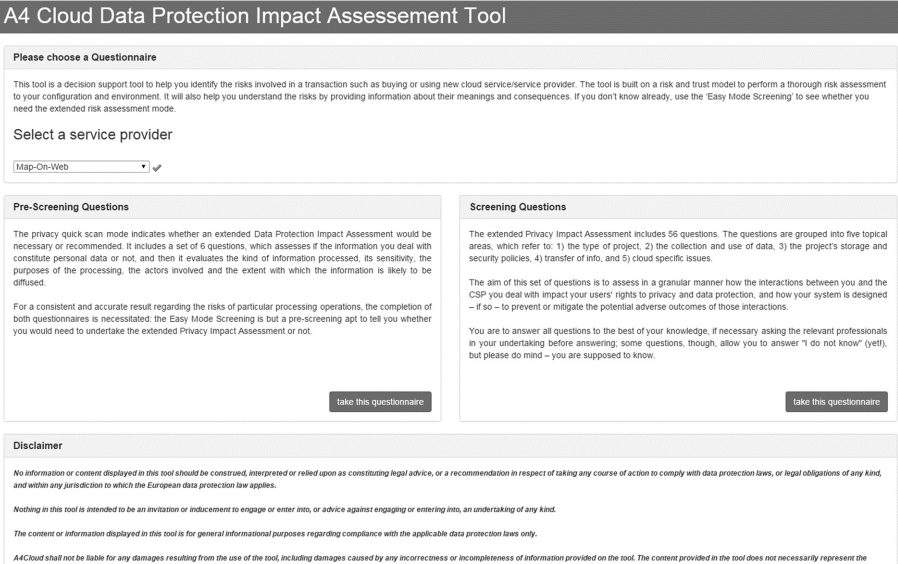 A4 Cloud Data Protection Impact Assessement Tool
Please choose a Questionnaire
This tool is a decision support tool to help you identify the risks involved in a transaction such as buying or using new cloud service/service provider. The tool is built on a risk and trust model to perform a thorough risk assessment
to your configuration and environment. It will also help you understand the risks by providing information about their meanings and consequences. If you don't know already, use the 'Easy Mode Screening' to see whether you
need the extended risk assessment mode.
Select a service provider
Map-On-Web
Pre-Screening Questions
The privacy quick scan mode indicates whether an extended Data Protection Impact Assessment would be
necessary or recommended. It includes a set of 6 questions, which assesses if the information you deal with
constitute personal data or not, and then it evaluates the kind of information processed, its sensitivity, the
purposes of the processing, the actors involved and the extent with which the information is likely to be
diffused.
For a consistent and accurate result regarding the risks of particular processing operations, the completion of
both questionnaires is necessitated: the Easy Mode Screening is but a pre-screening apt to tell you whether
you would need to undertake the extended Privacy Impact Assessment or not.
take this questionnaire
Screening Questions
The extended Privacy Impact Assessment includes 56 questions. The questions are grouped into five topical
areas, which refer to: 1) the type of project, 2) the collection and use of data, 3) the project's storage and
security policies, 4) transfer of info, and 5) cloud specific issues.
The aim of this set of questions is to assess in a granular manner how the interactions between you and the
CSP you deal with impact your users' rights to privacy and data protection, and how your system is designed
– if so – to prevent or mitigate the potential adverse outcomes of those interactions.
You are to answer all questions to the best of your knowledge, if necessary asking the relevant professionals
in your undertaking before answering; some questions, though, allow you to answer "I do not know" (yet!),
but please do mind – you are supposed to know.
take this questionnaire
Disclaimer
No information or content displayed in this tool should be construed, interpreted or relied upon as constituting legal advice, or a recommendation in respect of taking any course of action to comply with data protection laws, or legal obligations of any kind,
and within any jurisdiction to which the European data protection law applies.
Nothing in this tool is intended to be an invitation or inducement to engage or enter into, or advice against engaging or entering into, an undertaking of any kind.
The content or information displayed in this tool is for general informational purposes regarding compliance with the applicable data protection laws only.
A4Cloud shall not be liable for any damages resulting from the use of the tool, including damages caused by any incorrectness or incompleteness of information provided on the tool. The content provided in the tool does not necessarily represent the